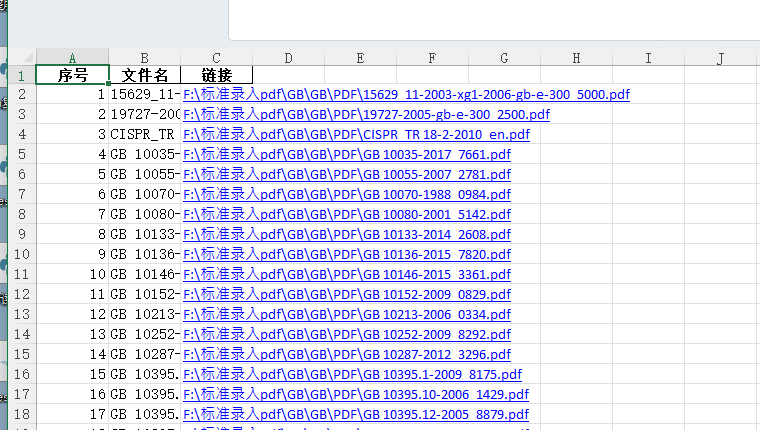 A B C D E F G H I J
1 序号 文件名 链接
2 1 15629_11- F:\标准录入pdf\GB\GB\PDF\15629_11-2003-xg1-2006-gb-e-300_5000.pdf
3 2 19727-200 F:\标准录入pdf\GB\GB\PDF\19727-2005-gb-e-300_2500.pdf
4 3 CISPR_TR F:\标准录入pdf\GB\GB\PDF\CISPR_TR 18-2-2010_en.pdf
5 4 GB 10035- F:\标准录入pdf\GB\GB\PDF\GB 10035-2017_7661.pdf
6 5 GB 10055- F:\标准录入pdf\GB\GB\PDF\GB 10055-2007_2781.pdf
7 6 GB 10070- F:\标准录入pdf\GB\GB\PDF\GB 10070-1988_0984.pdf
8 7 GB 10080- F:\标准录入pdf\GB\GB\PDF\GB 10080-2001_5142.pdf
9 8 GB 10133- F:\标准录入pdf\GB\GB\PDF\GB 10133-2014_2608.pdf
10 9 GB 10136- F:\标准录入pdf\GB\GB\PDF\GB 10136-2015_7820.pdf
11 10 GB 10146- F:\标准录入pdf\GB\GB\PDF\GB 10146-2015_3361.pdf
12 11 GB 10152- F:\标准录入pdf\GB\GB\PDF\GB 10152-2009_0829.pdf
13 12 GB 10213- F:\标准录入pdf\GB\GB\PDF\GB 10213-2006_0334.pdf
14 13 GB 10252- F:\标准录入pdf\GB\GB\PDF\GB 10252-2009_8292.pdf
15 14 GB 10287- F:\标准录入pdf\GB\GB\PDF\GB 10287-2012_3296.pdf
16 15 GB 10395. F:\标准录入pdf\GB\GB\PDF\GB 10395.1-2009_8175.pdf
17 16 GB 10395. F:\标准录入pdf\GB\GB\PDF\GB 10395.10-2006_1429.pdf
18 17 GB 10395. F:\标准录入pdf\GB\GB\PDF\GB 10395.12-2005_8879.pdf